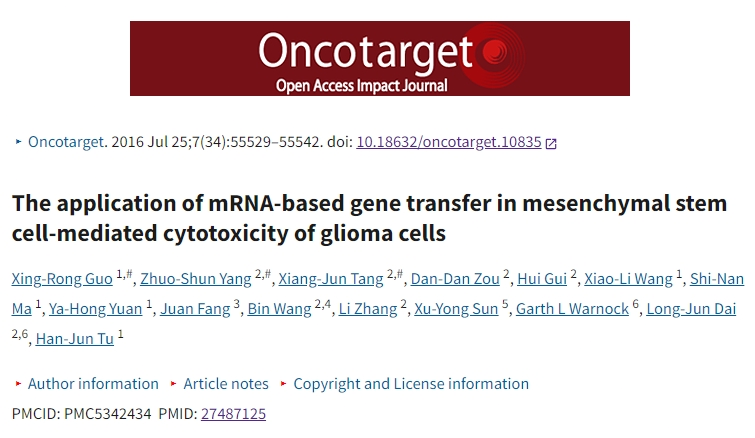 Oncotarget
Open Access Impact Journal
▸ Oncotarget. 2016 Jul 25;7(34):55529–55542. doi: 10.18632/oncotarget.10835
The application of mRNA-based gene transfer in mesenchymal stem
cell-mediated cytotoxicity of glioma cells
Xing-Rong Guo 1,#, Zhuo-Shun Yang 2,#, Xiang-Jun Tang 2,#, Dan-Dan Zou 2, Hui Gui 2, Xiao-Li Wang 1, Shi-Nan
Ma 1, Ya-Hong Yuan 1, Juan Fang 3, Bin Wang 2,4, Li Zhang 2, Xu-Yong Sun 5, Garth L Warnock 6, Long-Jun Dai
2,6, Han-Jun Tu 1
▸ Author information ▸ Article notes ▸ Copyright and License information
PMCID: PMC5342434 PMID: 27487125